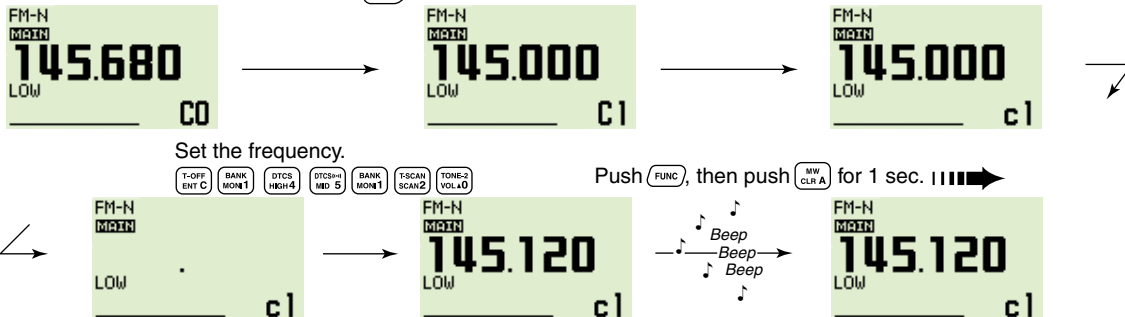 FM-N FM-N FM-N
MAIN MAIN MAIN
145.680 145.000 145.000
LOW LOW LOW
C0 C1 c1
Set the frequency.
T-OFF ENT C BANK MONI 1 DTCS HIGH 4 DTCS MID 5 BANK MONI 1 T-SCAN SCAN 2 TONE-2 VOL▲0
Push FUNC, then push MW CLR A for 1 sec.
FM-N FM-N FM-N
MAIN MAIN MAIN
. 145.120 145.120
Beep
Beep
Beep
LOW LOW LOW
c1 c1 c1